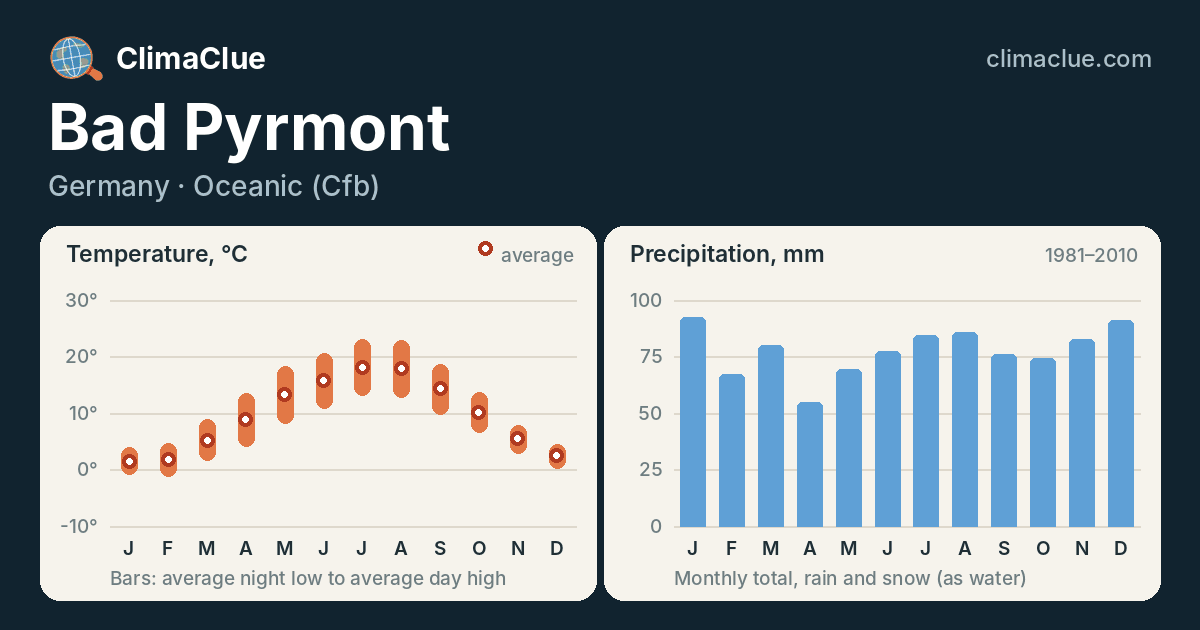 ClimaClue
climaclue.com
Bad Pyrmont
Germany · Oceanic (Cfb)
Temperature, °C
average
30°
20°
10°
0°
-10°
J F M A M J J A S O N D
Bars: average night low to average day high
Precipitation, mm
1981–2010
100
75
50
25
0
J F M A M J J A S O N D
Monthly total, rain and snow (as water)